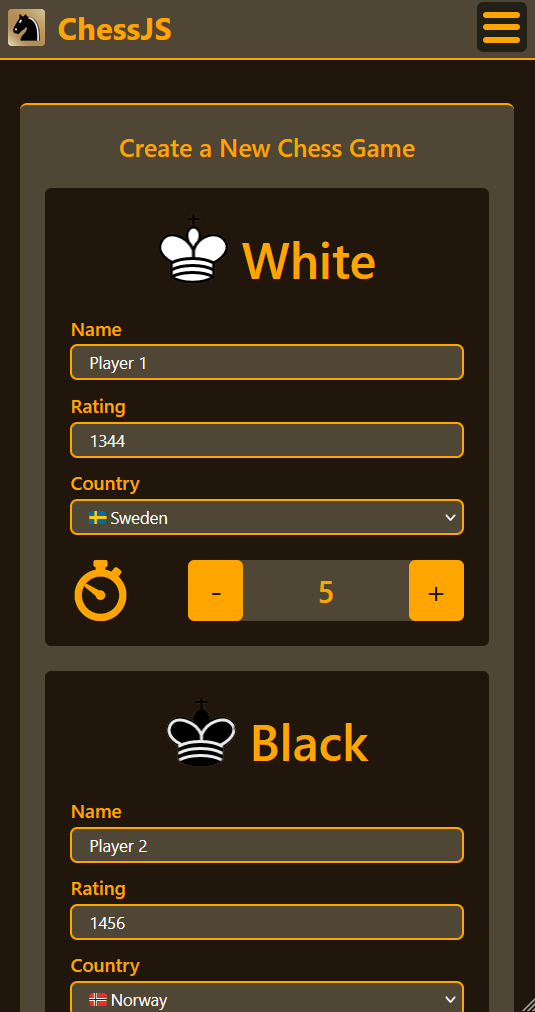 ChessJS
Create a New Chess Game
White
Name
Player 1
Rating
1344
Country
Sweden
- 5 +
Black
Name
Player 2
Rating
1456
Country
Norway